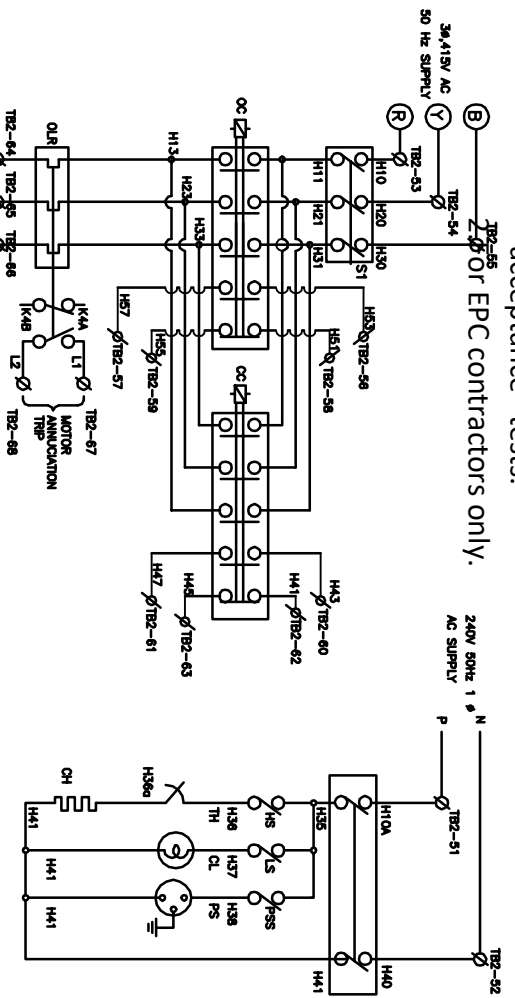 acceptance tests.
2) For EPC contractors only.
3ø,415V AC
50 Hz SUPPLY
R
Y
B
TB2-53
TB2-54
TB2-55
H10
H20
H30
S1
H11
H21
H31
H53
TB2-56
H51
TB2-58
OC
H57
TB2-57
H55
TB2-59
H13
H23
H33
OLR
TB2-64
TB2-65
TB2-66
K4A
K4B
L1
L2
TB2-67
TB2-68
MOTOR
ANNUCIATION
TRIP
CC
H43
TB2-60
H41
TB2-62
H47
TB2-61
H45
TB2-63
240V 50Hz 1 ø
AC SUPPLY
N
P
TB2-51
TB2-52
H10A
H40
H35
H41
HS
LS
PSS
H36
TH
H37
CL
H38
PS
H36a
CH
H41
H41
H41